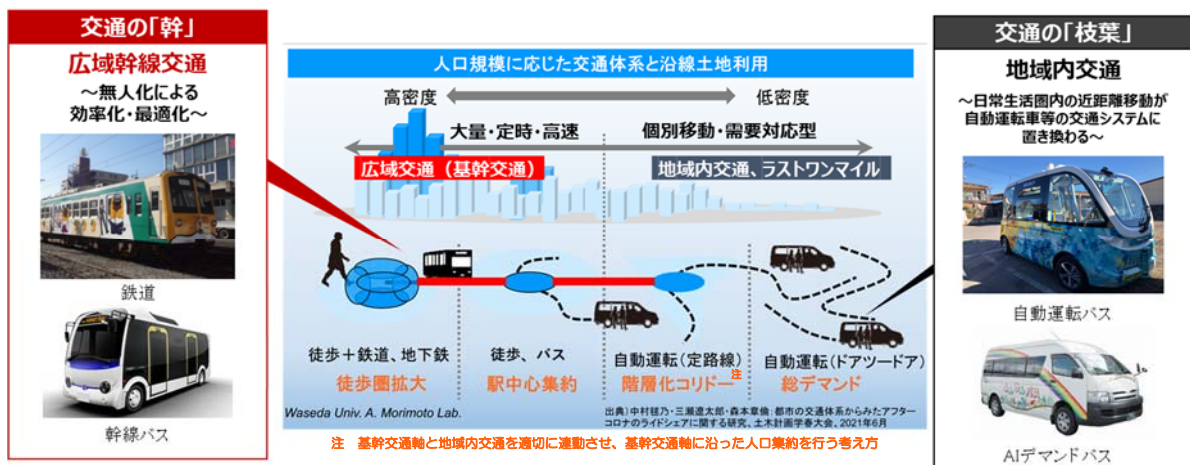 交通の「幹」
広域幹線交通
～無人化による
効率化・最適化～
鉄道
幹線バス
人口規模に応じた交通体系と沿線土地利用
高密度
低密度
大量・定時・高速
個別移動・需要対応型
広域交通（基幹交通）
地域内交通、ラストワンマイル
徒歩＋鉄道、地下鉄
徒歩圏拡大
徒歩、バス
駅中心集約
自動運転(定路線)
階層化コリドー注
自動運転(ドアツードア)
総デマンド
Waseda Univ. A. Morimoto Lab.
出典）中村毬乃・三瀬遼太郎・森本章倫：都市の交通体系からみたアフター
コロナのライドシェアに関する研究、土木計画学春大会、2021年6月
注　基幹交通軸と地域内交通を適切に連動させ、基幹交通軸に沿った人口集約を行う考え方
交通の「枝葉」
地域内交通
～日常生活圏内の近距離移動が
自動運転車等の交通システムに
置き換わる～
自動運転バス
AIデマンドバス